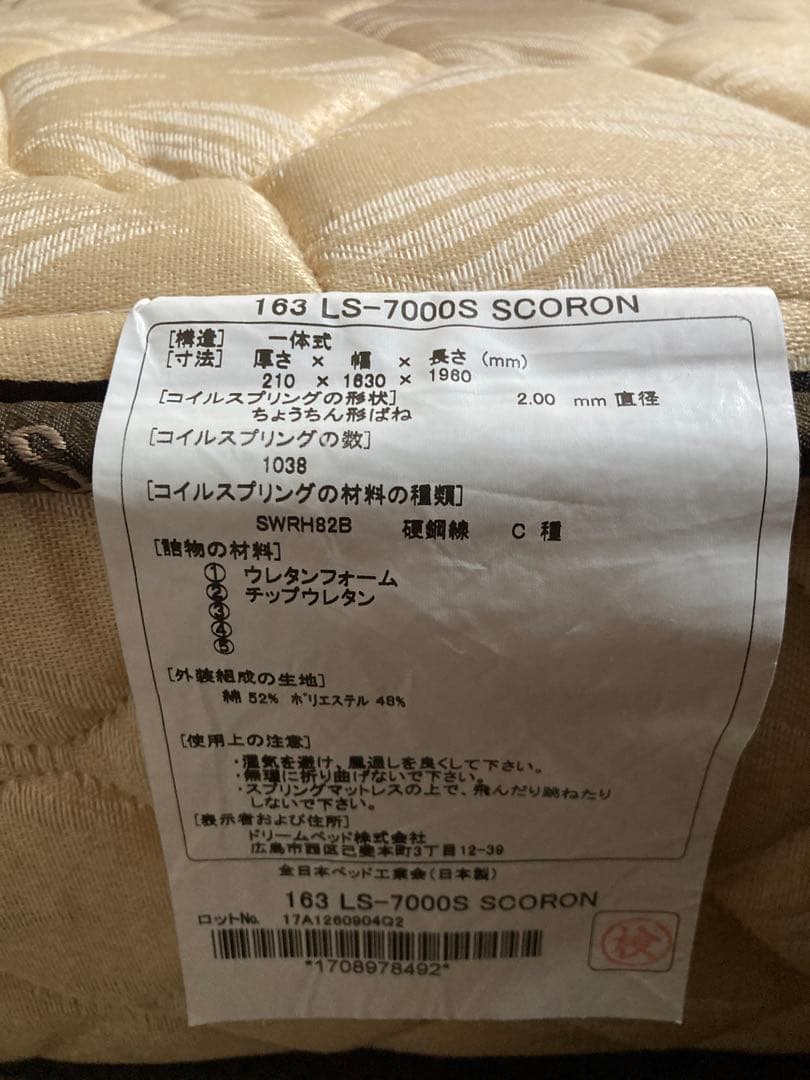 163 LS-7000S SCORON
[構造] 一体式
[寸法] 厚さ × 幅 × 長さ (mm)
210 × 1630 × 1960
[コイルスプリングの形状] 2.00 mm 直径
ちょうちん形ばね
[コイルスプリングの数]
1038
[コイルスプリングの材料の種類]
SWRH82B 硬鋼線 C 種
[詰物の材料]
① ウレタンフォーム
② チップウレタン
③
④
⑤
[外装組成の生地]
綿 52% ポリエステル 48%
[使用上の注意]
・湿気を避け、風通しを良くして下さい。
・無理に折り曲げないで下さい。
・スプリングマットレスの上で、飛んだり跳ねたり
しないで下さい。
[表示者および住所]
ドリームベッド株式会社
広島市西区己斐本町3丁目12-39
全日本ベッド工業会(日本製)
163 LS-7000S SCORON
ロットNo. 17A1260904Q2
*1708978492*
検